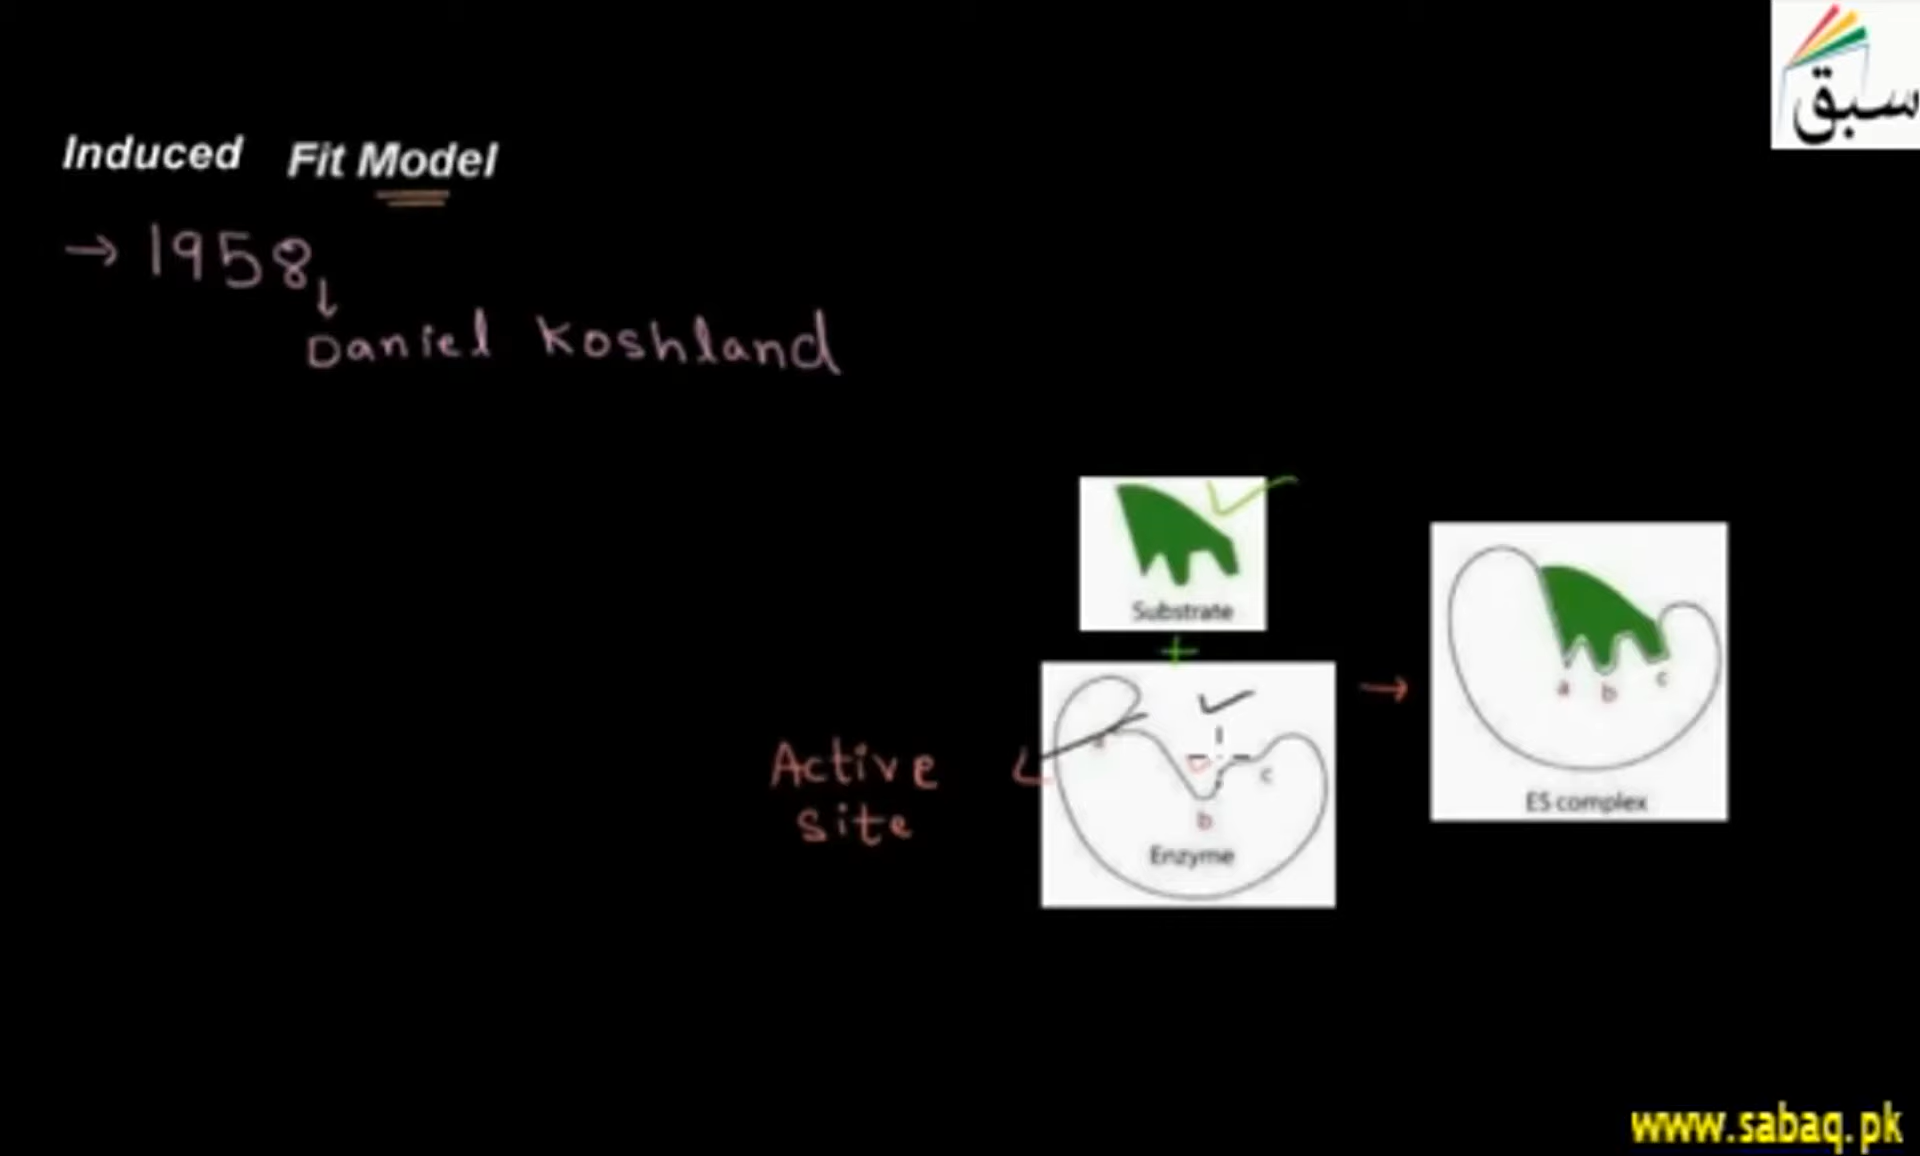 سبق
Induced Fit Model
→ 1958
↓
Daniel Koshland
Substrate
+
Active
site
a
b
c
Enzyme
→
a b c
ES complex
www.sabaq.pk